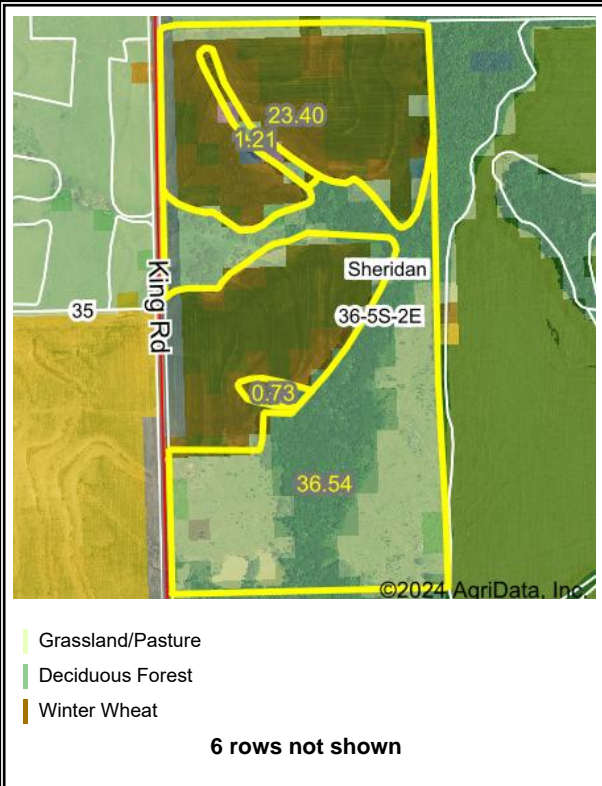 23.40
1.21
King Rd
Sheridan
35
36-5S-2E
0.73
36.54
©2024 AgriData, Inc.
Grassland/Pasture
Deciduous Forest
Winter Wheat
6 rows not shown